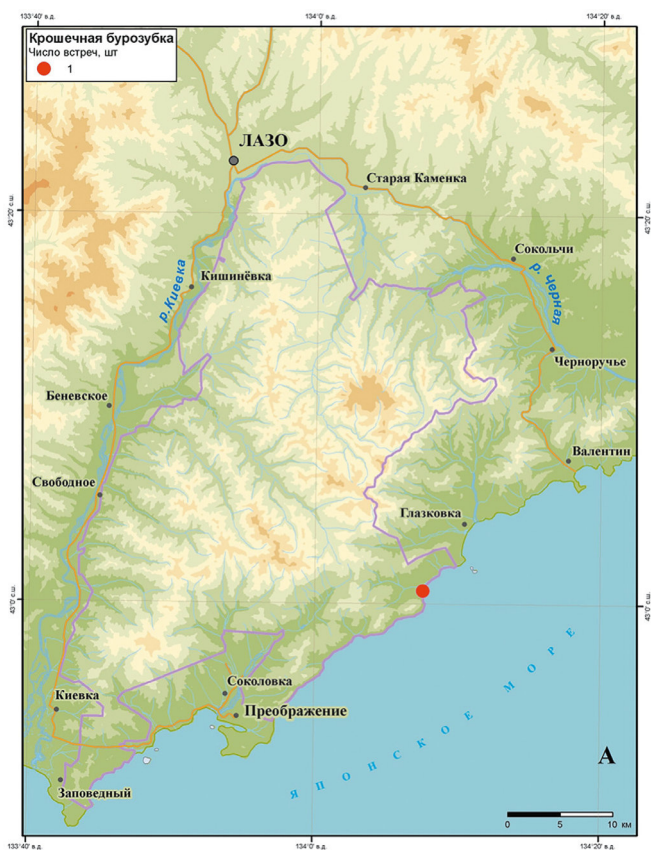 133°40' в.д.
134°0' в.д.
134°20' в.д.
Крошечная бурозубка
Число встреч, шт
1
ЛАЗО
Старая Каменка
43°20' с.ш.
43°20' с.ш.
Сокольчи
р. Киевка
Кишинёвка
р. Черная
Черноручье
Беневское
Валентин
Свободное
Глазковка
43°0' с.ш.
43°0' с.ш.
ЯПОНСКОЕ МОРЕ
Соколовка
Киевка
Преображение
А
Заповедный
0 5 10 км
133°40' в.д.
134°0' в.д.
134°20' в.д.